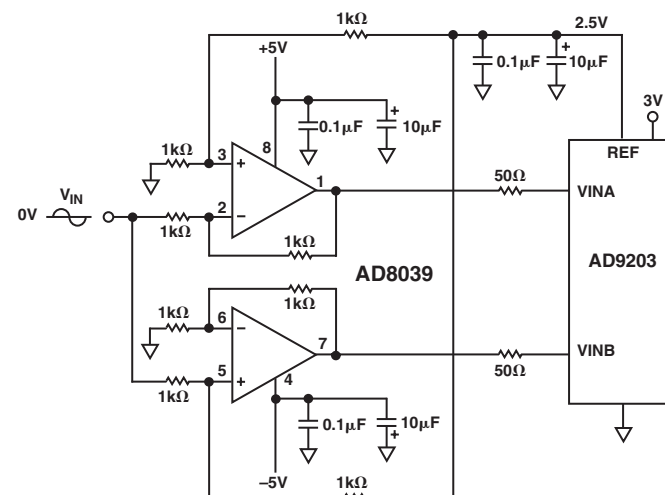 1kΩ
2.5V
+5V
0.1μF
+
10μF
3V
0.1μF
+
10μF
1kΩ
3
8
+
REF
1
50Ω
VINA
V_IN
0V
2
–
1kΩ
1kΩ
AD8039
AD9203
1kΩ
1kΩ
6
–
7
VINB
5
+
4
50Ω
1kΩ
0.1μF
10μF
+
–5V
1kΩ